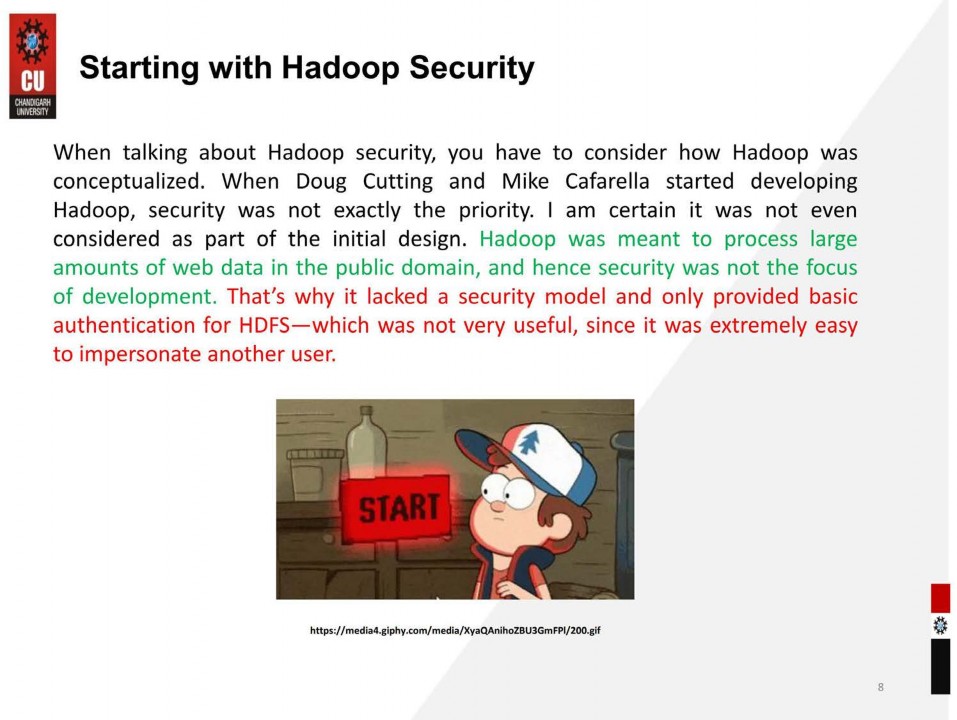 CU
CHANDIGARH
UNIVERSITY
Starting with Hadoop Security
When talking about Hadoop security, you have to consider how Hadoop was
conceptualized. When Doug Cutting and Mike Cafarella started developing
Hadoop, security was not exactly the priority. I am certain it was not even
considered as part of the initial design. Hadoop was meant to process large
amounts of web data in the public domain, and hence security was not the focus
of development. That’s why it lacked a security model and only provided basic
authentication for HDFS—which was not very useful, since it was extremely easy
to impersonate another user.
START
https://media4.giphy.com/media/XyaQAnihoZBU3GmFPl/200.gif
8